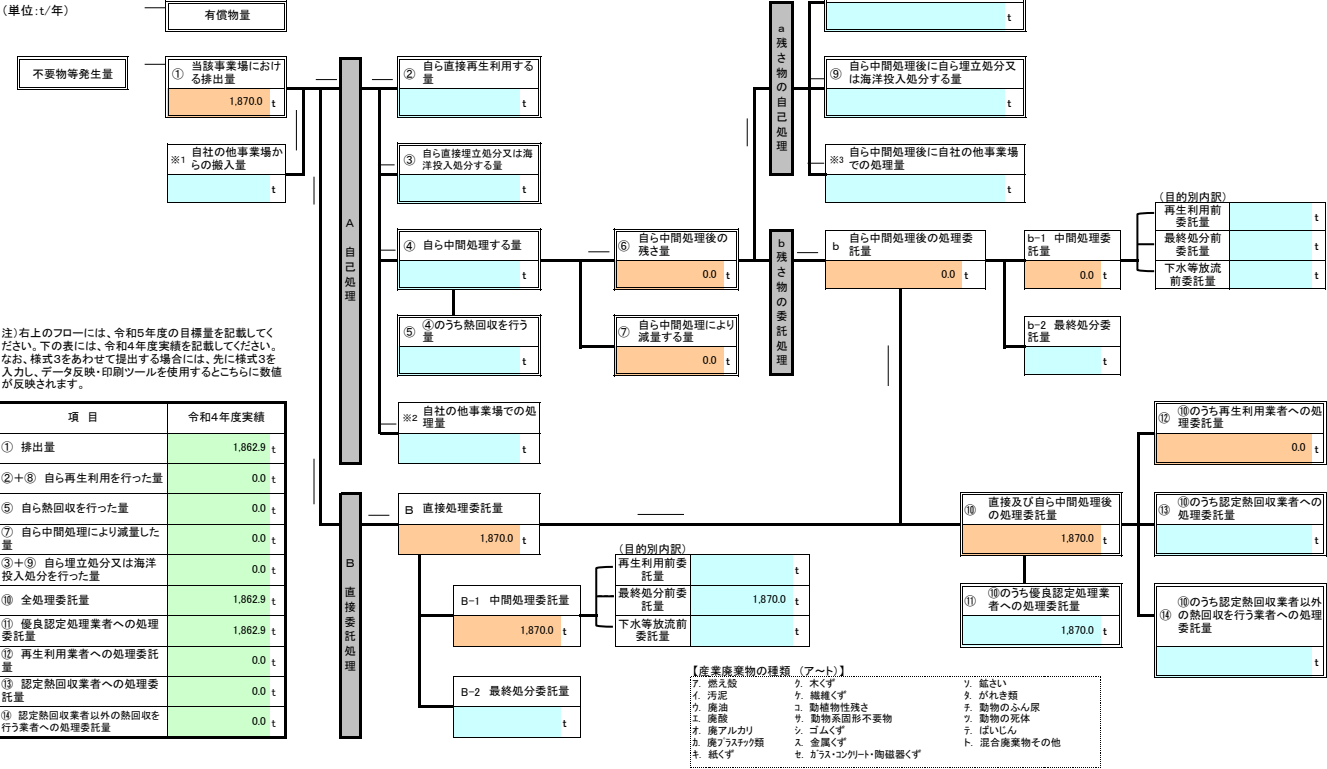 (単位:t/年)
有償物量
t
不要物等発生量
① 当該事業場におけ
る排出量
1,870.0 t
※1 自社の他事業場か
らの搬入量
t
A 自己処理
② 自ら直接再生利用する
量
t
③ 自ら直接埋立処分又は海
洋投入処分する量
t
④ 自ら中間処理する量
t
⑤ ④のうち熱回収を行う
量
t
※2 自社の他事業場での処
理量
t
⑥ 自ら中間処理後の
残さ量
0.0 t
⑦ 自ら中間処理により
減量する量
0.0 t
a 残さ物の自己処理
⑨ 自ら中間処理後に自ら埋立処分又
は海洋投入処分する量
t
※3 自ら中間処理後に自社の他事業場
での処理量
t
b 残さ物の委託処理
b 自ら中間処理後の処理委
託量
0.0 t
b-1 中間処理委
託量
0.0 t
(目的別内訳)
再生利用前
委託量
t
最終処分前
委託量
t
下水等放流
前委託量
t
b-2 最終処分委
託量
t
注)右上のフローには、令和5年度の目標量を記載してく
ださい。下の表には、令和4年度実績を記載してください。
なお、様式3をあわせて提出する場合には、先に様式3を
入力し、データ反映・印刷ツールを使用するとこちらに数値
が反映されます。
項 目 令和4年度実績
① 排出量 1,862.9 t
②+⑧ 自ら再生利用を行った量 0.0 t
⑤ 自ら熱回収を行った量 0.0 t
⑦ 自ら中間処理により減量した
量 0.0 t
③+⑨ 自ら埋立処分又は海洋
投入処分を行った量 0.0 t
⑩ 全処理委託量 1,862.9 t
⑪ 優良認定処理業者への処理
委託量 1,862.9 t
⑫ 再生利用業者への処理委託
量 0.0 t
⑬ 認定熱回収業者への処理委
託量 0.0 t
⑭ 認定熱回収業者以外の熱回収を
行う業者への処理委託量 0.0 t
B 直接委託処理
B 直接処理委託量
1,870.0 t
B-1 中間処理委託量
1,870.0 t
(目的別内訳)
再生利用前委
託量
t
最終処分前委
託量
1,870.0 t
下水等放流前
委託量
t
B-2 最終処分委託量
t
⑩ 直接及び自ら中間処理後
の処理委託量
1,870.0 t
⑪ ⑩のうち優良認定処理業
者への処理委託量
1,870.0 t
⑫ ⑩のうち再生利用業者への処
理委託量
0.0 t
⑬ ⑩のうち認定熱回収業者への
処理委託量
t
⑭ ⑩のうち認定熱回収業者以外
の熱回収を行う業者への処理
委託量
t
【産業廃棄物の種類 (ア~ト)】
ア. 燃え殻 ク. 木くず ソ. 鉱さい
イ. 汚泥 ケ. 繊維くず タ. がれき類
ウ. 廃油 コ. 動植物性残さ チ. 動物のふん尿
エ. 廃酸 サ. 動物系固形不要物 ツ. 動物の死体
オ. 廃アルカリ シ. ゴムくず テ. ばいじん
カ. 廃プラスチック類 ス. 金属くず ト. 混合廃棄物その他
キ. 紙くず セ. ガラス・コンクリート・陶磁器くず